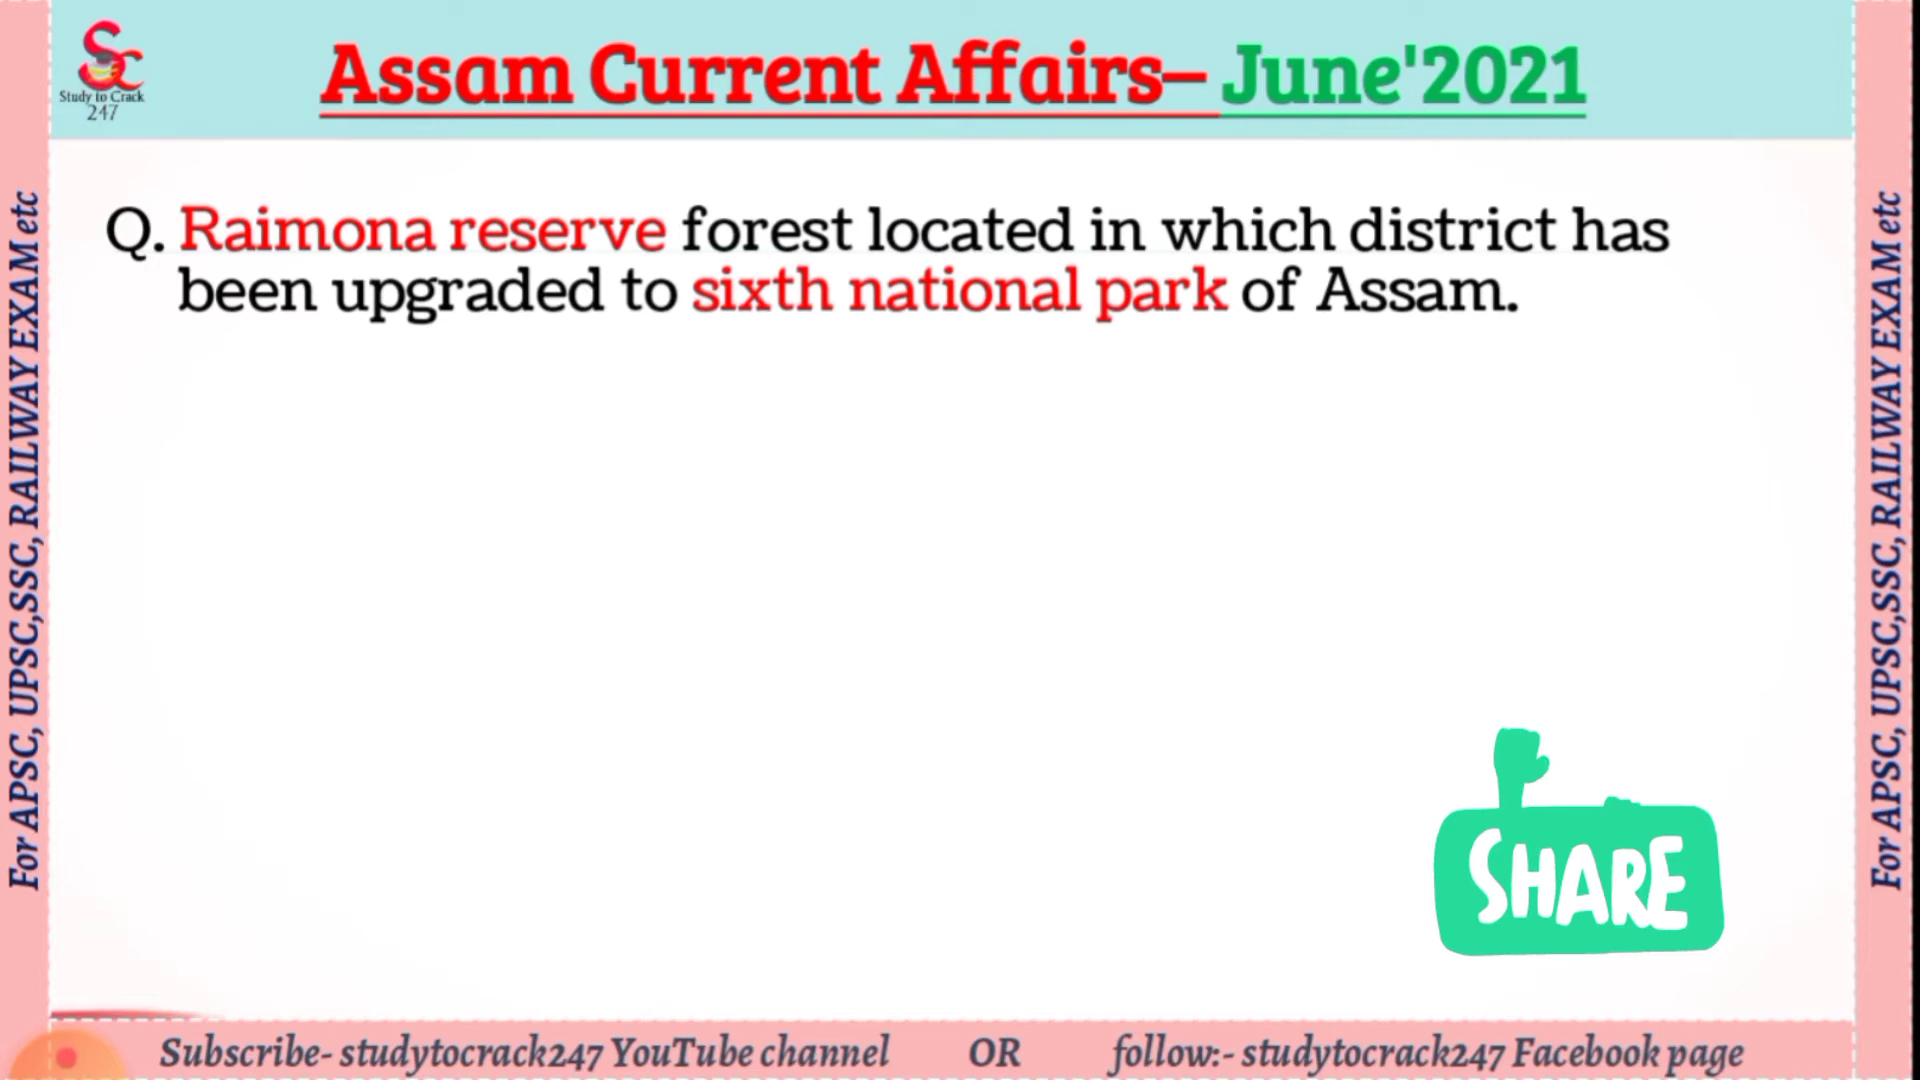 Sc
Study to Crack
247
Assam Current Affairs– June'2021
For APSC, UPSC,SSC, RAILWAY EXAM etc
Q. Raimona reserve forest located in which district has
been upgraded to sixth national park of Assam.
SHARE
For APSC, UPSC,SSC, RAILWAY EXAM etc
Subscribe- studytocrack247 YouTube channel OR follow:- studytocrack247 Facebook page